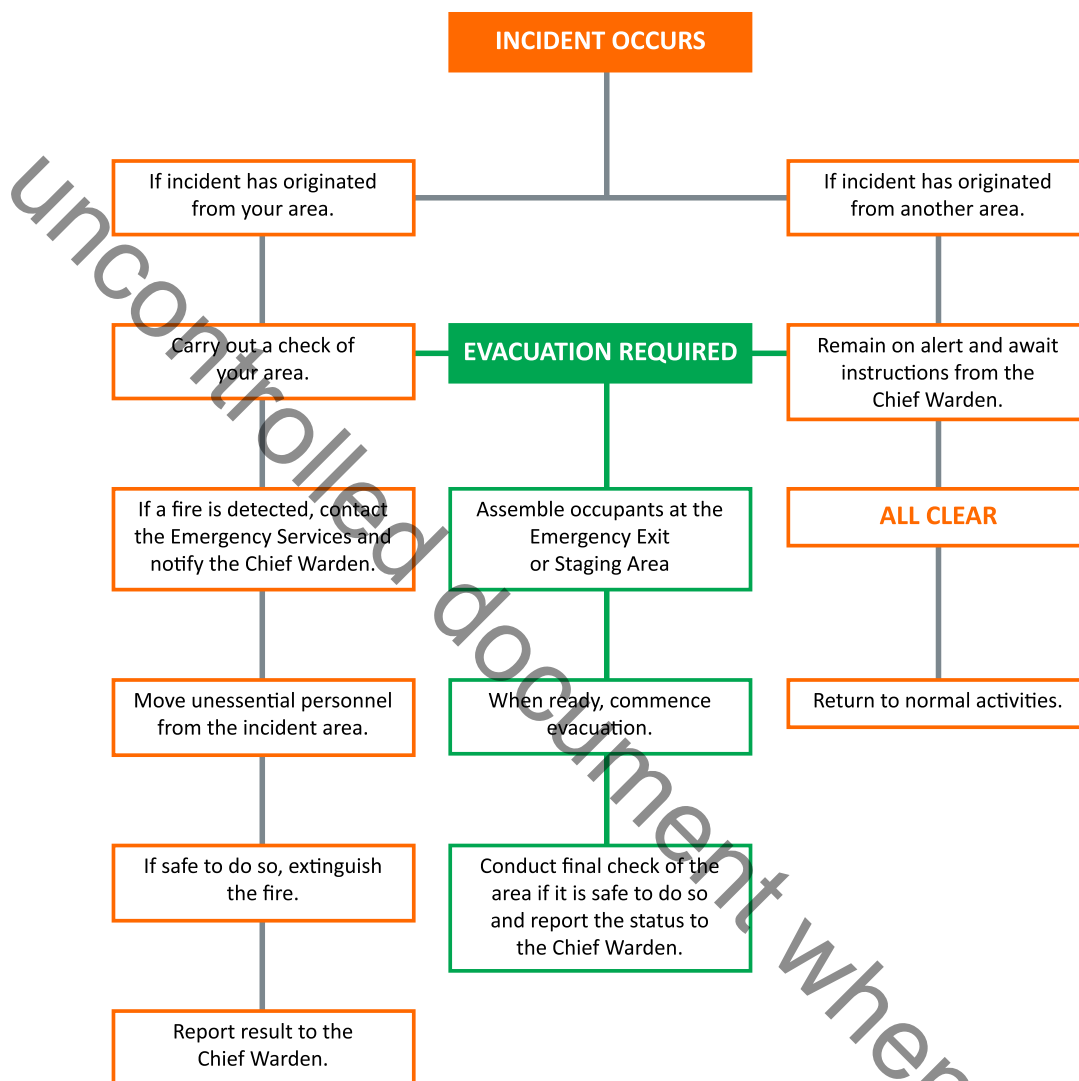 INCIDENT OCCURS
If incident has originated
from your area.
If incident has originated
from another area.
Carry out a check of
your area.
EVACUATION REQUIRED
Remain on alert and await
instructions from the
Chief Warden.
If a fire is detected, contact
the Emergency Services and
notify the Chief Warden.
Assemble occupants at the
Emergency Exit
or Staging Area
ALL CLEAR
Move unessential personnel
from the incident area.
When ready, commence
evacuation.
Return to normal activities.
If safe to do so, extinguish
the fire.
Conduct final check of the
area if it is safe to do so
and report the status to
the Chief Warden.
Report result to the
Chief Warden.
uncontrolled document when